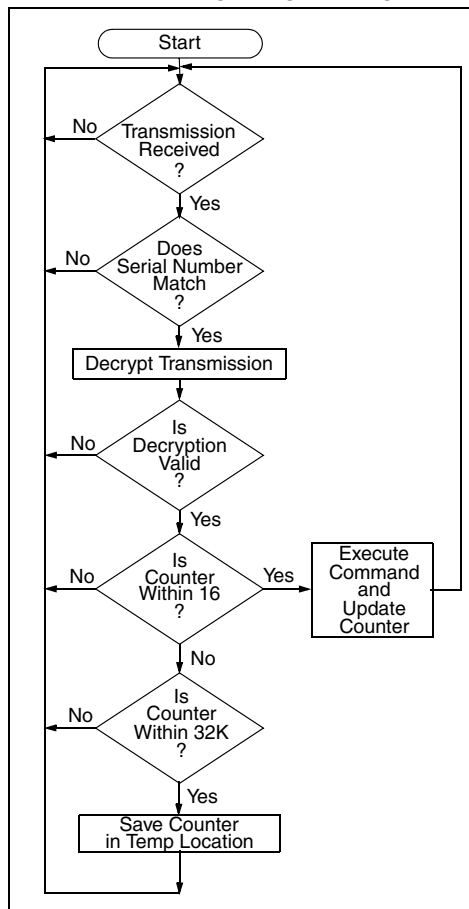 Start
No
Transmission
Received
?
Yes
Does
Serial Number
Match
?
No
Yes
Decrypt Transmission
Is
Decryption
Valid
?
No
Yes
Is
Counter
Within 16
?
No
Yes
Execute
Command
and
Update
Counter
No
Is
Counter
Within 32K
?
No
Yes
Save Counter
in Temp Location